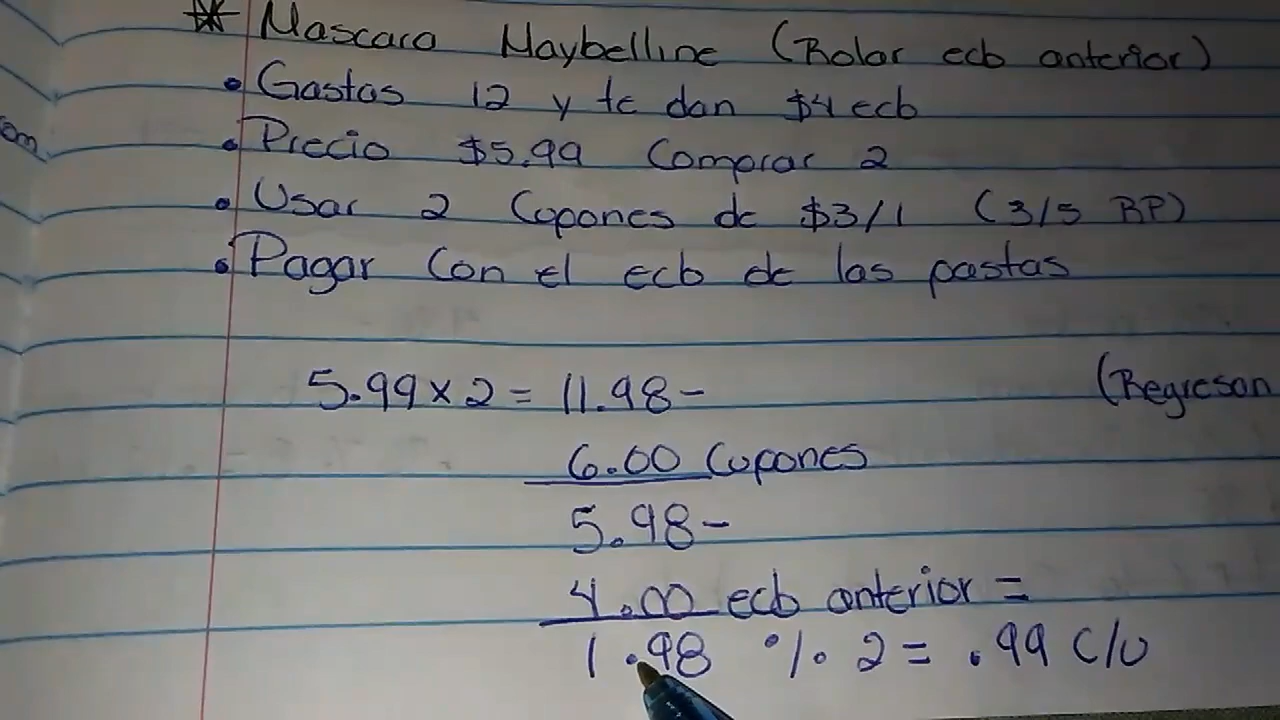 * Mascara Maybelline (Rolar ecb anterior)
• Gastas 12 y te dan $4 ecb
• Precio $5.99 Comprar 2
• Usar 2 Cupones de $3/1 (3/5 RP)
• Pagar Con el ecb de las pastas
5.99 x 2 = 11.98 -
(Regresan
6.00 Cupones
5.98 -
4.00 ecb anterior =
1.98 % 2 = .99 c/u